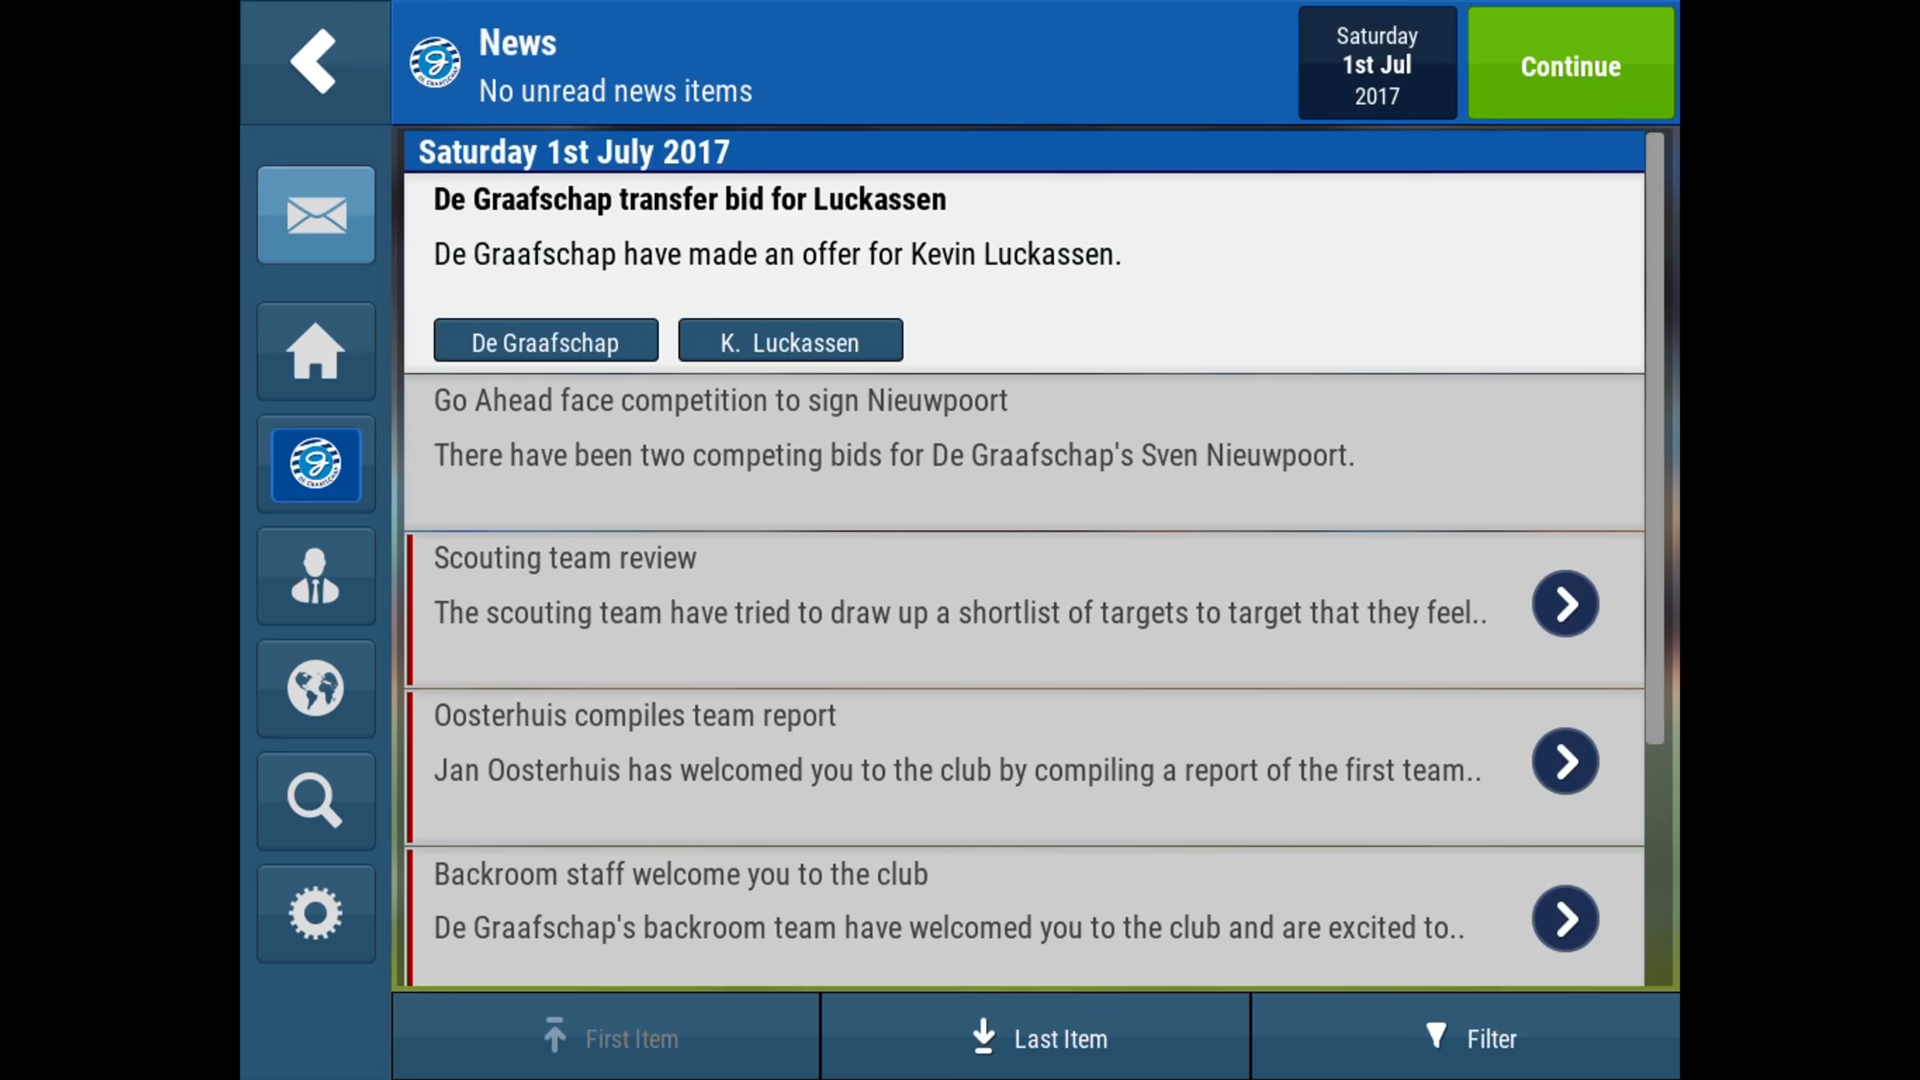 News
No unread news items
Saturday
1st Jul
2017
Continue
Saturday 1st July 2017
De Graafschap transfer bid for Luckassen
De Graafschap have made an offer for Kevin Luckassen.
De Graafschap
K. Luckassen
Go Ahead face competition to sign Nieuwpoort
There have been two competing bids for De Graafschap's Sven Nieuwpoort.
Scouting team review
The scouting team have tried to draw up a shortlist of targets to target that they feel..
Oosterhuis compiles team report
Jan Oosterhuis has welcomed you to the club by compiling a report of the first team..
Backroom staff welcome you to the club
De Graafschap's backroom team have welcomed you to the club and are excited to..
First Item
Last Item
Filter